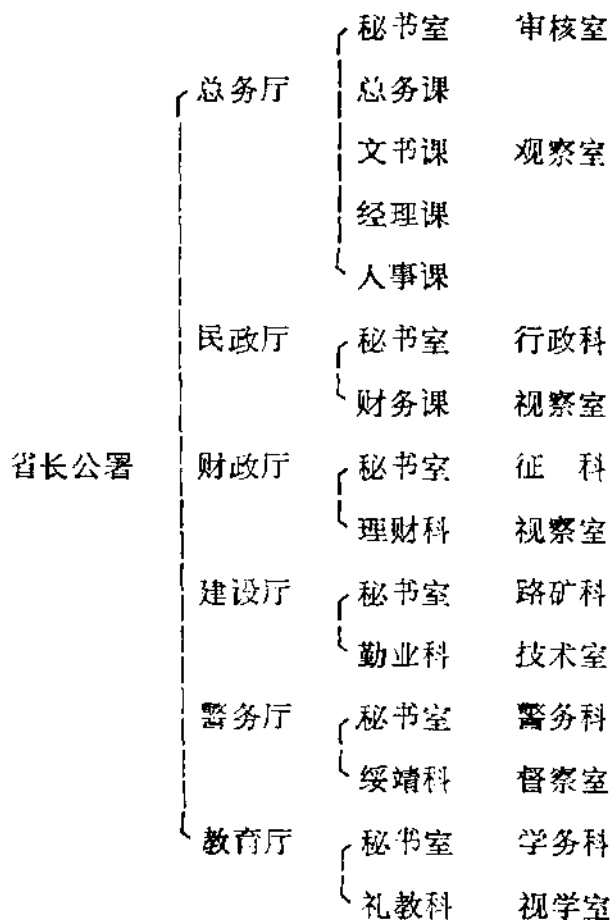 秘书室 审核室
总务厅 总务课
文书课 观察室
经理课
人事课
民政厅 秘书室 行政科
财务课 视察室
省长公署 财政厅 秘书室 征 科
理财科 视察室
建设厅 秘书室 路矿科
勤业科 技术室
警务厅 秘书室 警务科
绥靖科 督察室
教育厅 秘书室 学务科
礼教科 视学室